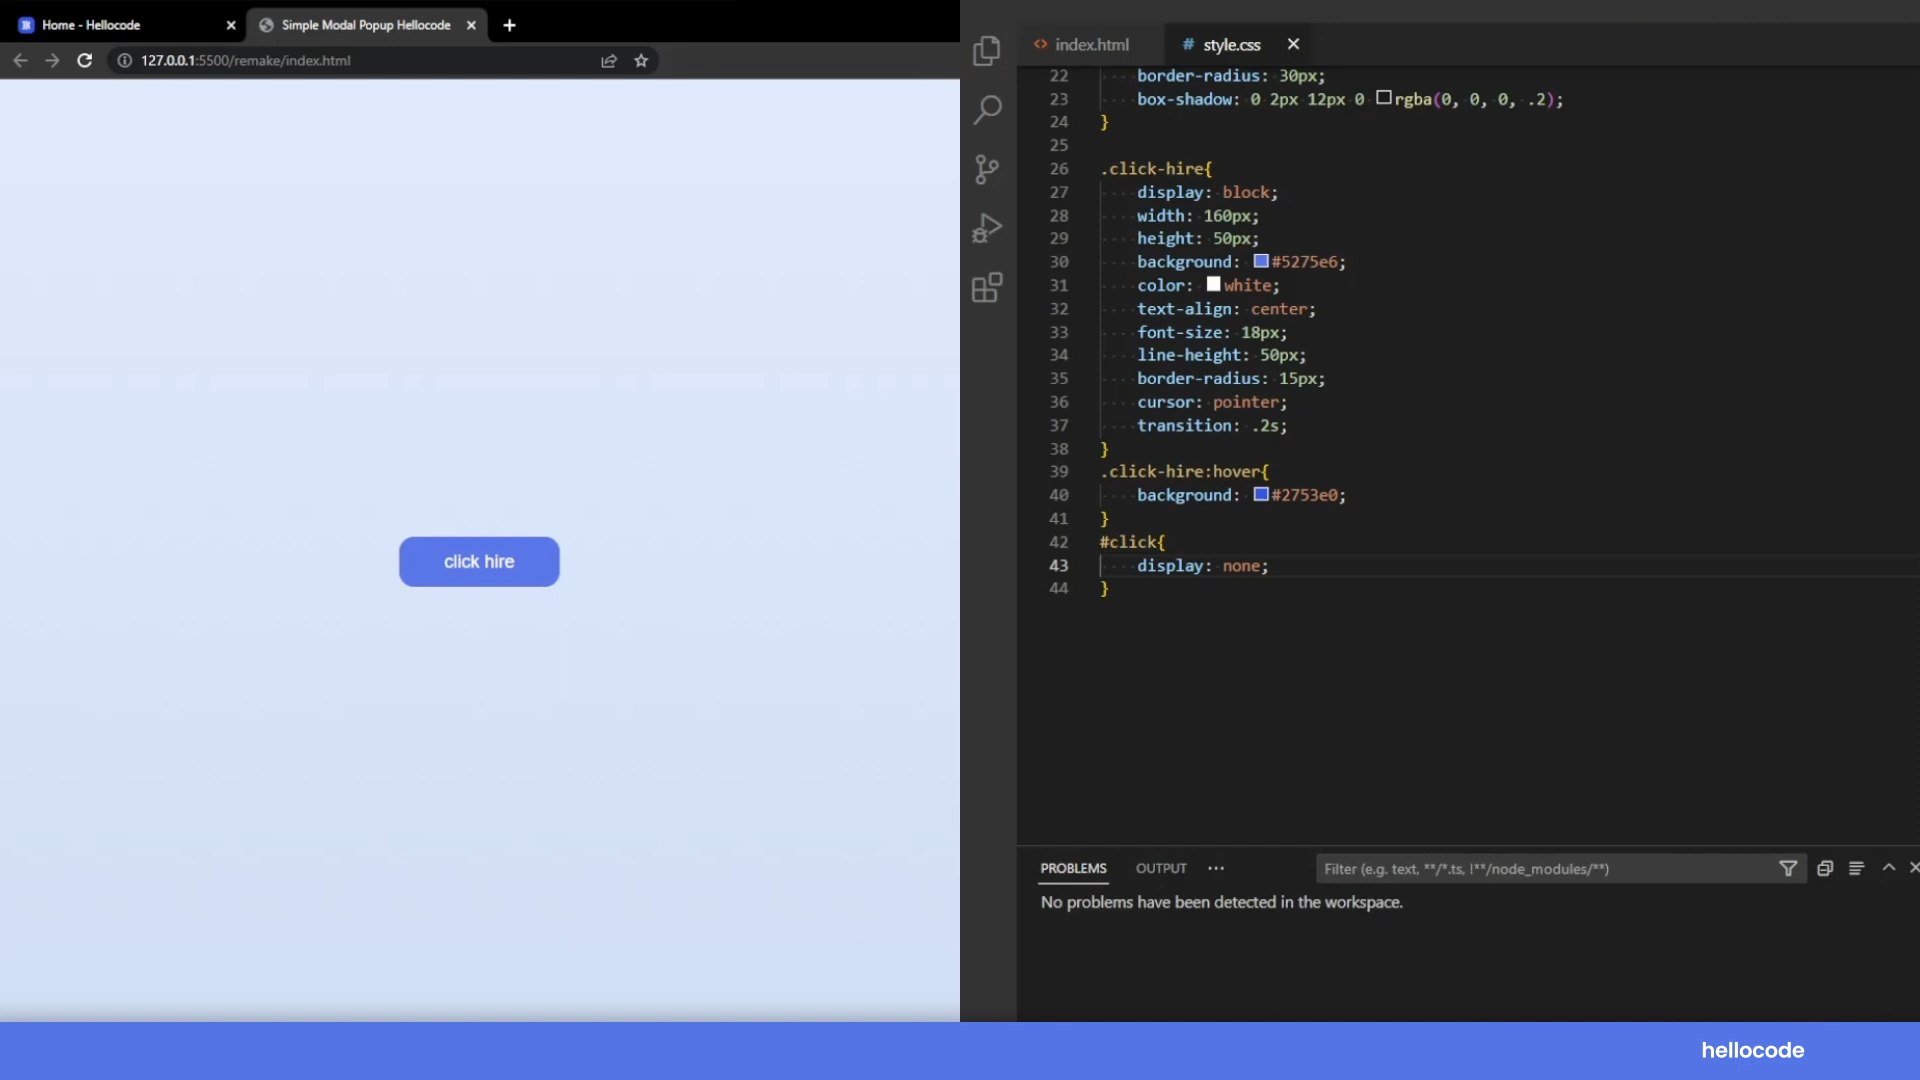 Home - Hellocode
Simple Modal Popup Hellocode
127.0.0.1:5500/remake/index.html
click hire
index.html
# style.css
22 border-radius: 30px;
23 box-shadow: 0 2px 12px 0 rgba(0, 0, 0, .2);
24 }
25
26 .click-hire{
27 display: block;
28 width: 160px;
29 height: 50px;
30 background: #5275e6;
31 color: white;
32 text-align: center;
33 font-size: 18px;
34 line-height: 50px;
35 border-radius: 15px;
36 cursor: pointer;
37 transition: .2s;
38 }
39 .click-hire:hover{
40 background: #2753e0;
41 }
42 #click{
43 display: none;
44 }
PROBLEMS OUTPUT ···
Filter (e.g. text, **/*.ts, !**/node_modules/**)
No problems have been detected in the workspace.
hellocode